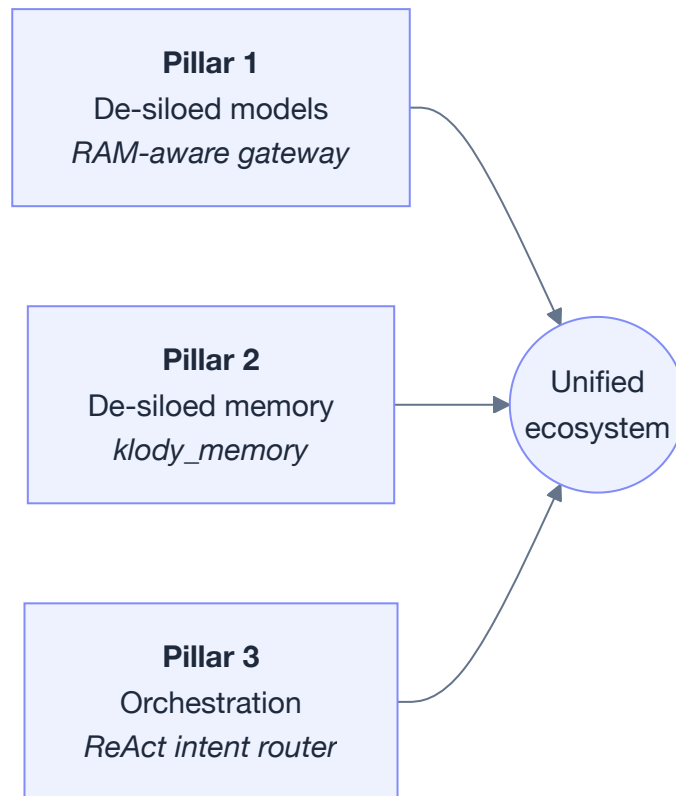 Pillar 1
De-siloed models
RAM-aware gateway
Pillar 2
De-siloed memory
klody_memory
Unified
ecosystem
Pillar 3
Orchestration
ReAct intent router